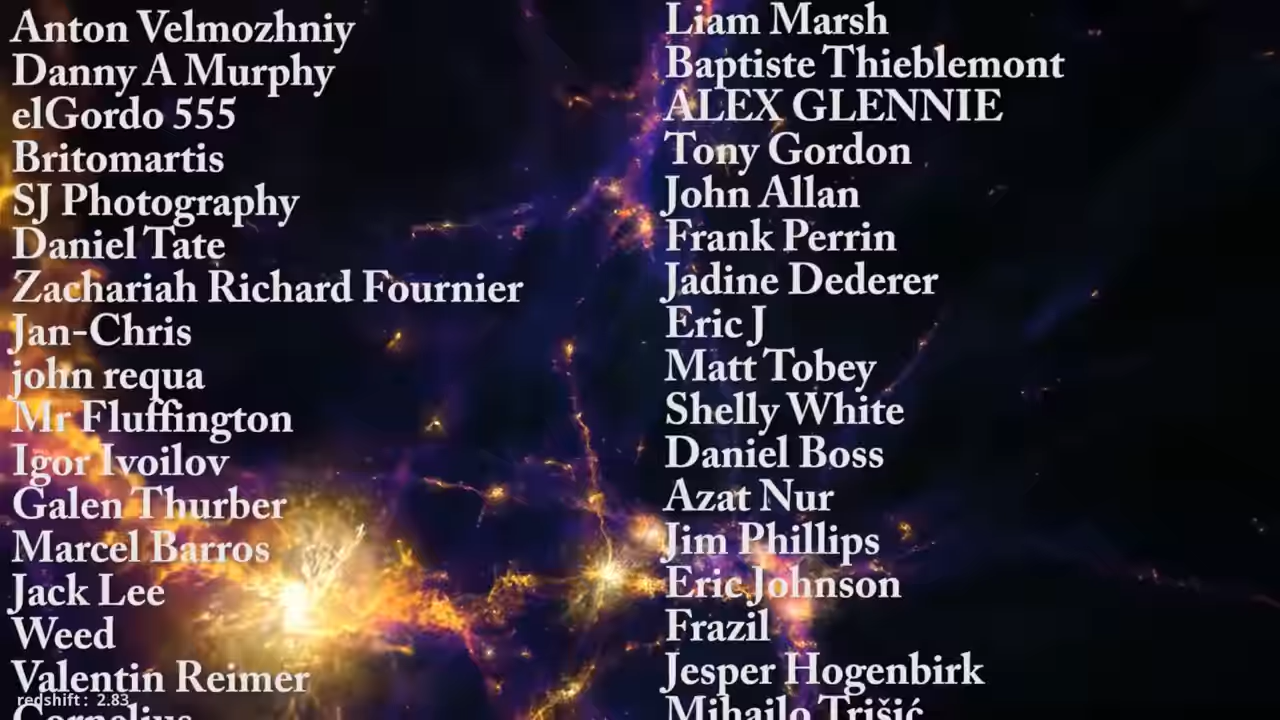 Anton Velmozhniy
Danny A Murphy
elGordo 555
Britomartis
SJ Photography
Daniel Tate
Zachariah Richard Fournier
Jan-Chris
john requa
Mr Fluffington
Igor Ivoilov
Galen Thurber
Marcel Barros
Jack Lee
Weed
Valentin Reimer
redshift: 2.83
Cornelius
Liam Marsh
Baptiste Thieblemont
ALEX GLENNIE
Tony Gordon
John Allan
Frank Perrin
Jadine Dederer
Eric J
Matt Tobey
Shelly White
Daniel Boss
Azat Nur
Jim Phillips
Eric Johnson
Frazil
Jesper Hogenbirk
Mihailo Trišić